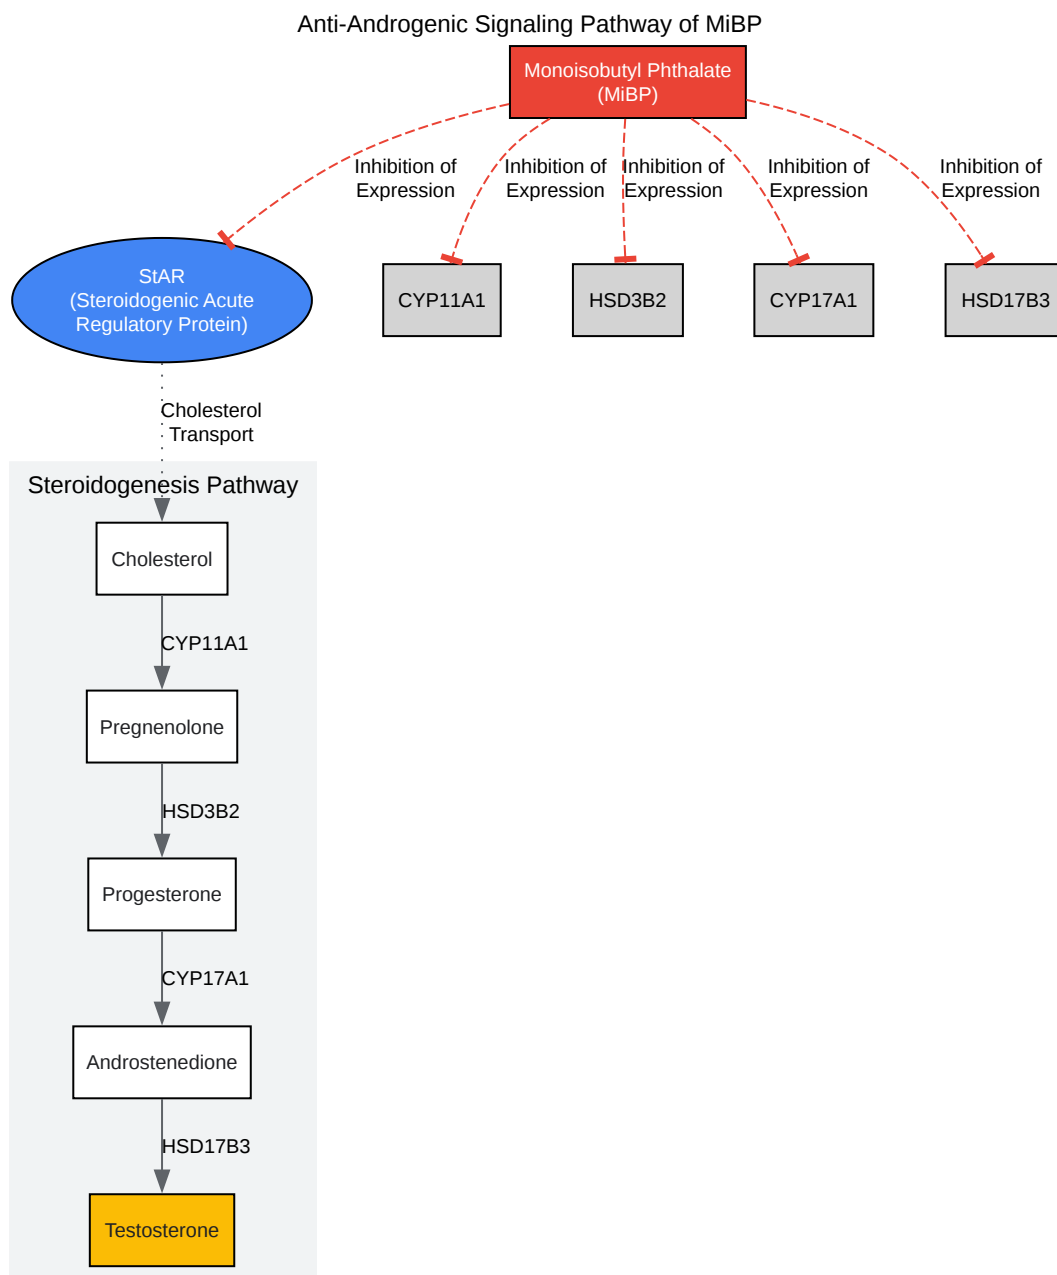 Anti-Androgenic Signaling Pathway of MiBP
Monoisobutyl Phthalate
(MiBP)
Inhibition of
Expression
Inhibition of
Expression
Inhibition of
Expression
Inhibition of
Expression
Inhibition of
Expression
StAR
(Steroidogenic Acute
Regulatory Protein)
CYP11A1
HSD3B2
CYP17A1
HSD17B3
Cholesterol
Transport
Steroidogenesis Pathway
Cholesterol
CYP11A1
Pregnenolone
HSD3B2
Progesterone
CYP17A1
Androstenedione
HSD17B3
Testosterone